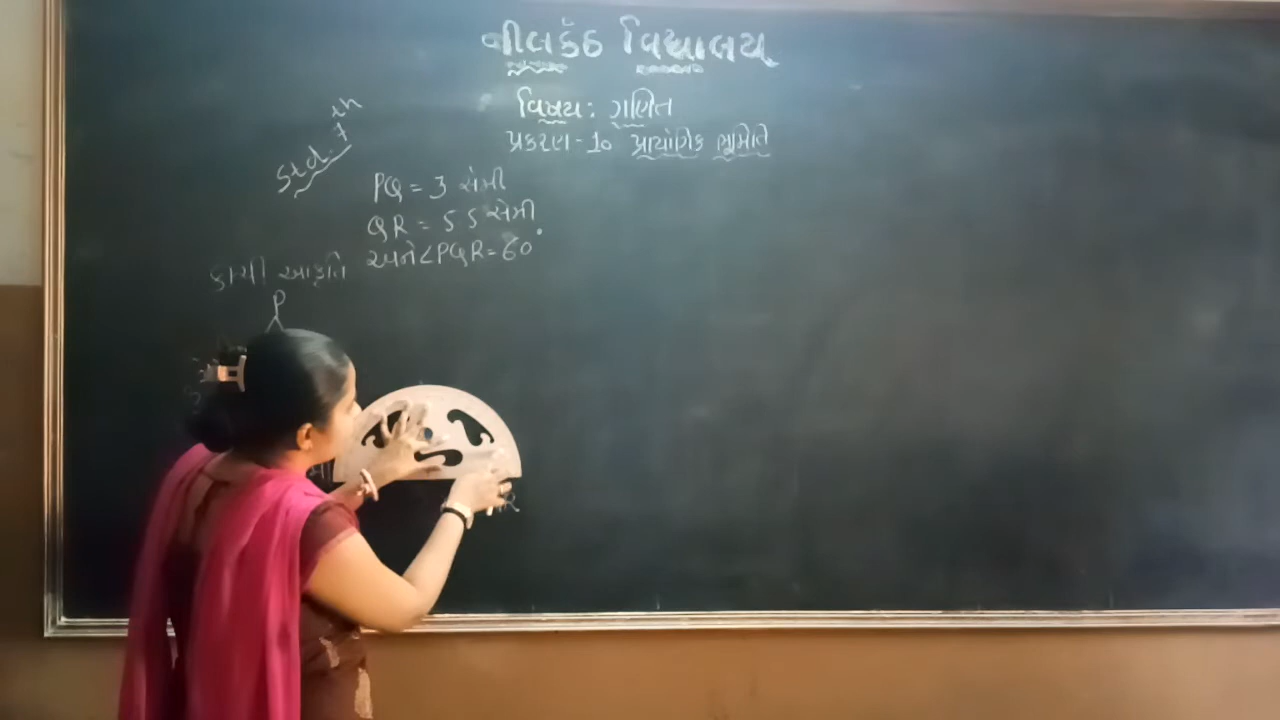 નીલકંઠ વિદ્યાલય
વિષય: ગણિત
પ્રકરણ-10 પ્રાયોગિક ભૂમિતિ
Std. 7th
PQ = 3 સેમી
QR = 5 5 સેમી
અને ∠PQR = 60°
કાચી આકૃતિ
P
R